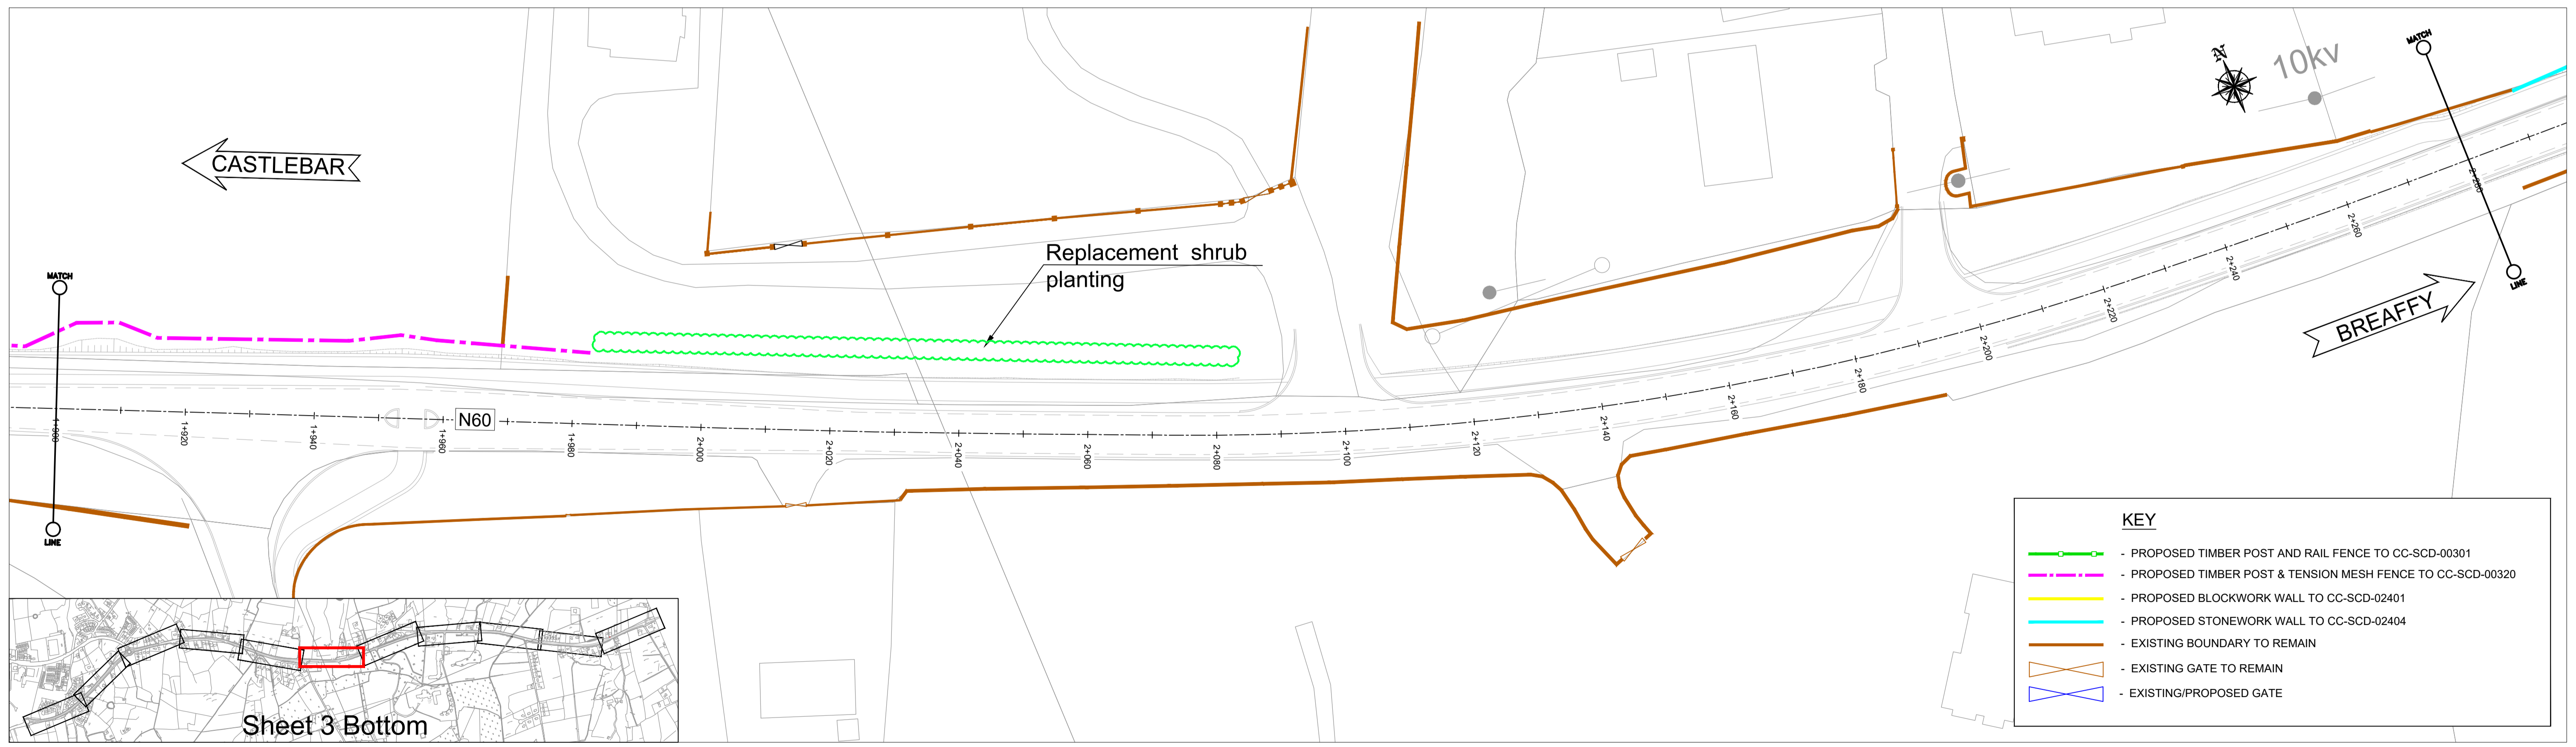 CASTLEBAR
MATCH
LINE
Replacement shrub
planting
N
10kv
MATCH
LINE
BREAFFY
N60
1+900
1+920
1+940
1+960
1+980
2+000
2+020
2+040
2+060
2+080
2+100
2+120
2+140
2+160
2+180
2+200
2+220
2+240
2+260
2+280
KEY
- PROPOSED TIMBER POST AND RAIL FENCE TO CC-SCD-00301
- PROPOSED TIMBER POST & TENSION MESH FENCE TO CC-SCD-00320
- PROPOSED BLOCKWORK WALL TO CC-SCD-02401
- PROPOSED STONEWORK WALL TO CC-SCD-02404
- EXISTING BOUNDARY TO REMAIN
- EXISTING GATE TO REMAIN
- EXISTING/PROPOSED GATE
Sheet 3 Bottom